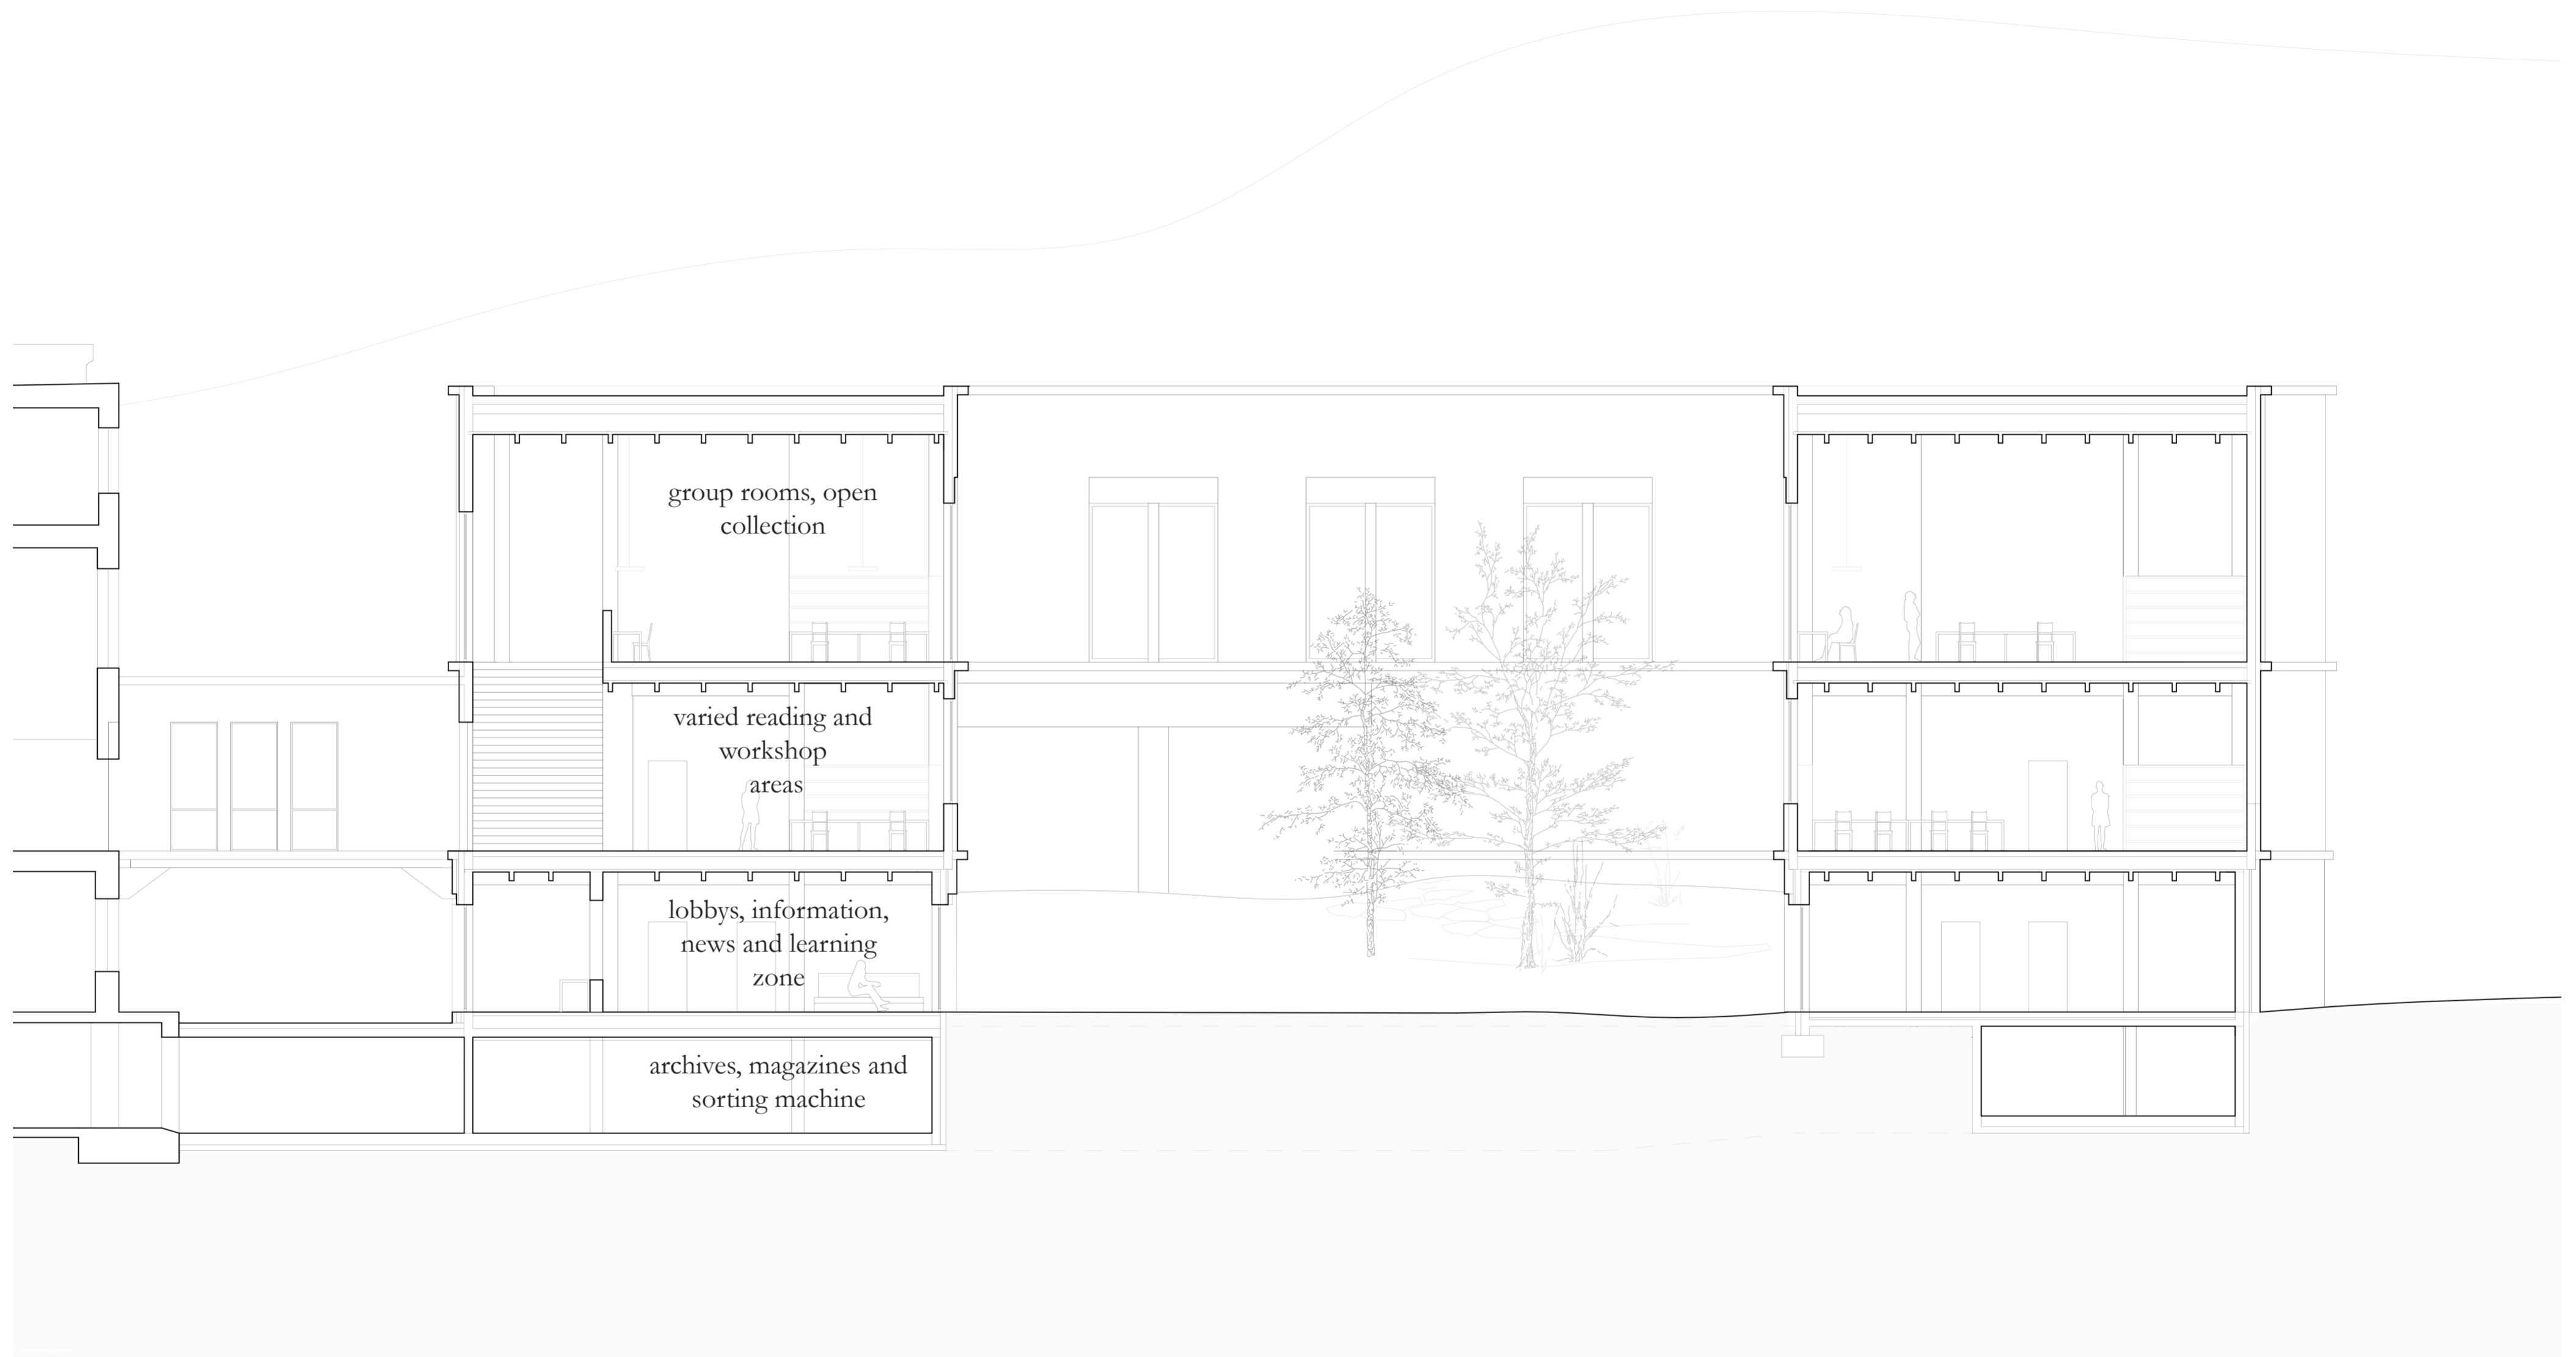 group rooms, open
collection
varied reading and
workshop
areas
lobbys, information,
news and learning
zone
archives, magazines and
sorting machine